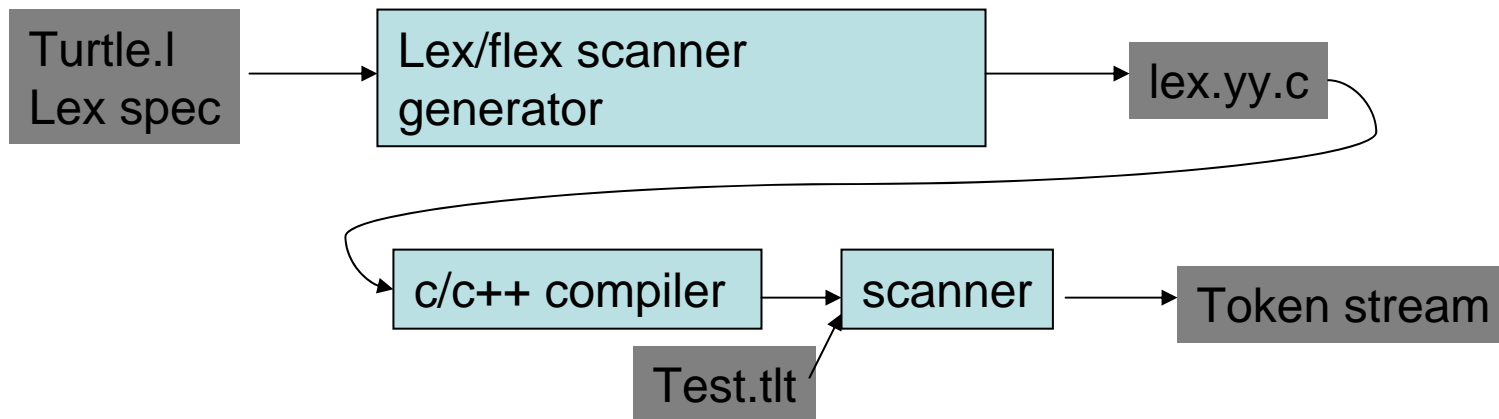 Turtle.l
Lex spec
Lex/flex scanner
generator
lex.yy.c
c/c++ compiler
scanner
Token stream
Test.tlt